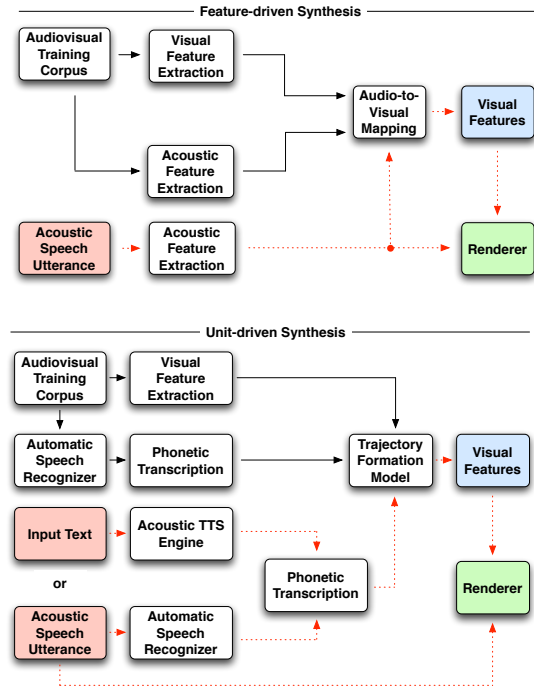 Feature-driven Synthesis
Audiovisual
Training
Corpus
Visual
Feature
Extraction
Audio-to-
Visual
Mapping
Visual
Features
Acoustic
Feature
Extraction
Acoustic
Speech
Utterance
Acoustic
Feature
Extraction
Renderer
Unit-driven Synthesis
Audiovisual
Training
Corpus
Visual
Feature
Extraction
Automatic
Speech
Recognizer
Phonetic
Transcription
Trajectory
Formation
Model
Visual
Features
Input Text
Acoustic TTS
Engine
or
Phonetic
Transcription
Renderer
Acoustic
Speech
Utterance
Automatic
Speech
Recognizer